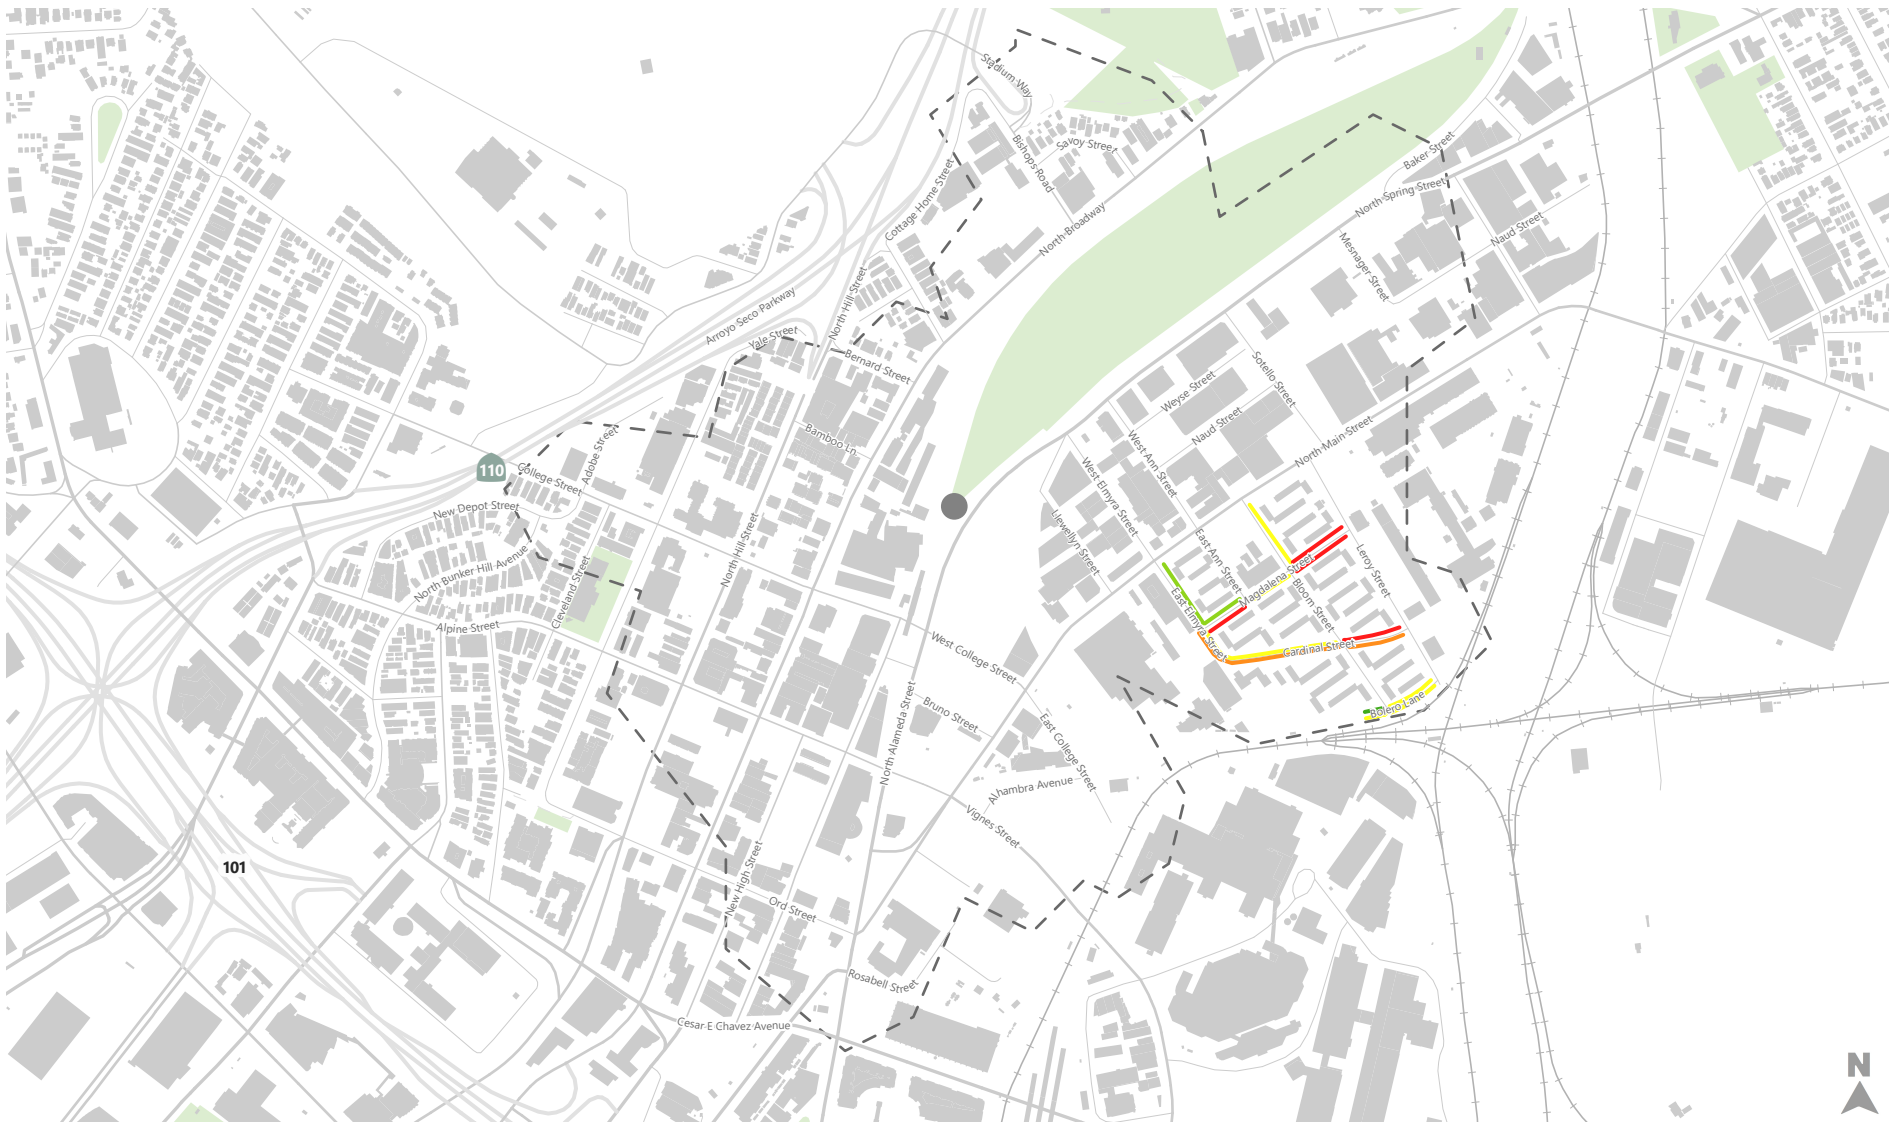 Stadium Way
Savoy Street
Bishops Road
Baker Street
North Spring Street
Cottage Home Street
North Broadway
Naud Street
Mesnager Street
North Hill Street
Arroyo Seco Parkway
Yale Street
Bernard Street
Sotello Street
Weyse Street
Naud Street
Bamboo Ln
West Ann Street
North Main Street
Adobe Street
110
College Street
West Elmyra Street
New Depot Street
Llewellyn Street
North Hill Street
East Ann Street
Leroy Street
North Bunker Hill Avenue
Magdalena Street
Cleveland Street
Bloom Street
East Elmyra Street
Alpine Street
Cardinal Street
West College Street
Bolero Lane
Bruno Street
North Alameda Street
East College Street
Alhambra Avenue
Vignes Street
101
New High Street
Ord Street
Rosabell Street
Cesar E Chavez Avenue
N